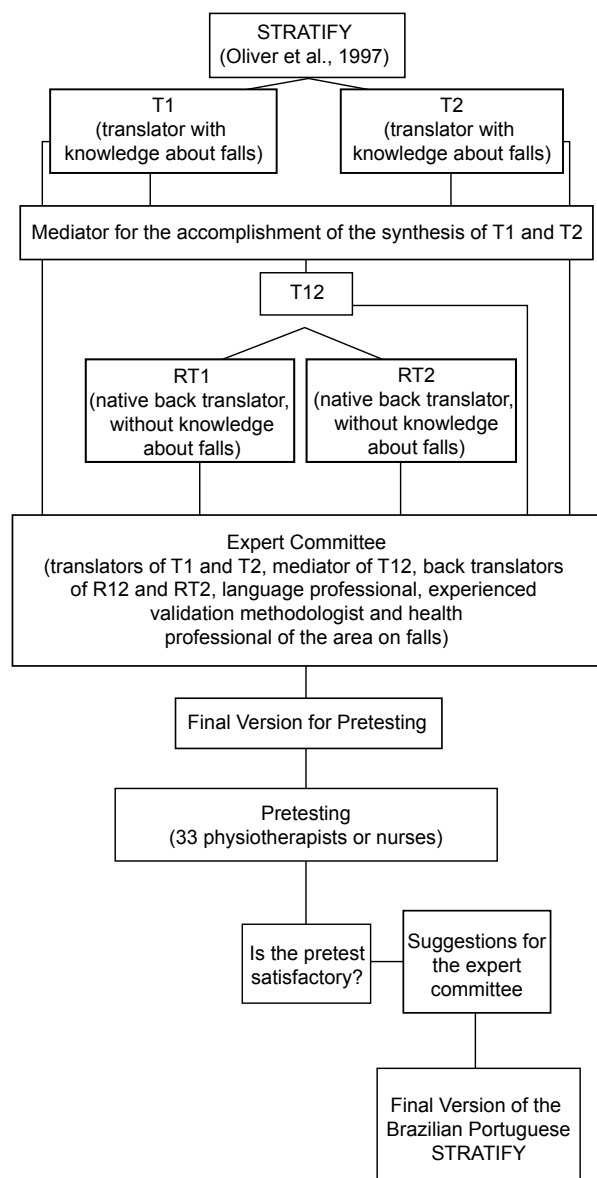 STRATIFY
(Oliver et al., 1997)
T1
(translator with
knowledge about falls)
T2
(translator with
knowledge about falls)
Mediator for the accomplishment of the synthesis of T1 and T2
T12
RT1
(native back translator,
without knowledge
about falls)
RT2
(native back translator,
without knowledge
about falls)
Expert Committee
(translators of T1 and T2, mediator of T12, back translators
of R12 and RT2, language professional, experienced
validation methodologist and health
professional of the area on falls)
Final Version for Pretesting
Pretesting
(33 physiotherapists or nurses)
Is the pretest
satisfactory?
Suggestions for
the expert
committee
Final Version of the
Brazilian Portuguese
STRATIFY